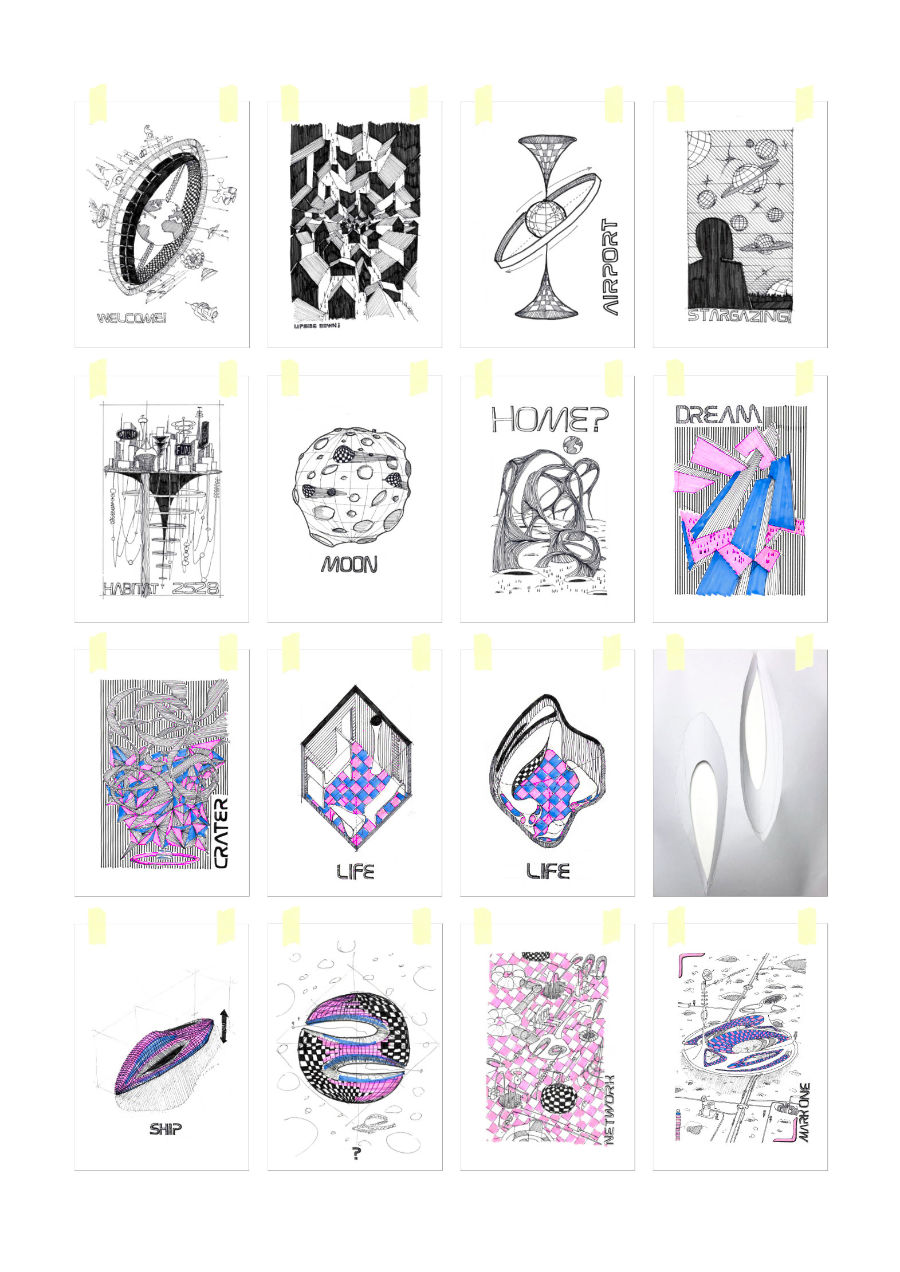 WELCOME!
UPSIDE DOWN!
AIRPORT
STARGAZING!
HABITAT 2528
MOON
HOME?
DREAM
CRATER
LIFE
LIFE
SHIP
?
NETWORK
MARK ONE